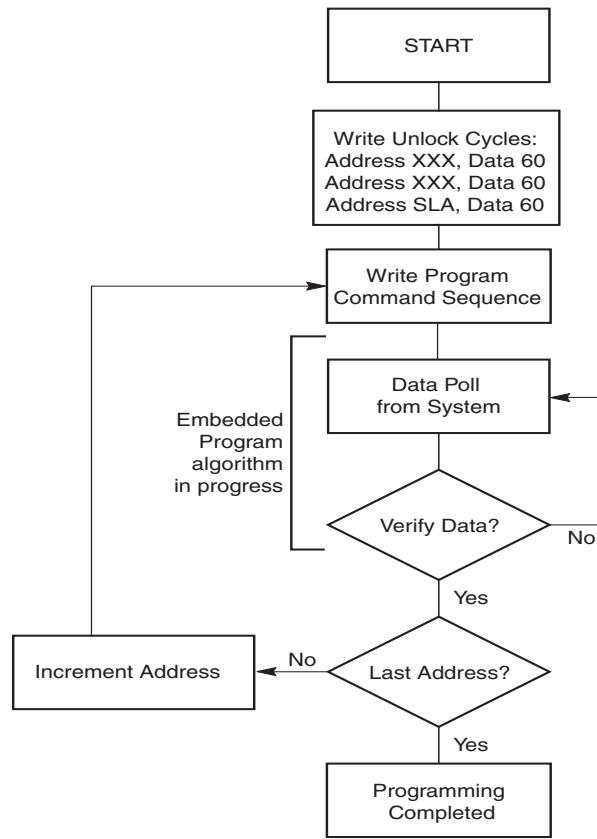 START
Write Unlock Cycles:
Address XXX, Data 60
Address XXX, Data 60
Address SLA, Data 60
Write Program
Command Sequence
Data Poll
from System
Embedded
Program
algorithm
in progress
Verify Data?
No
Yes
Increment Address
No
Last Address?
Yes
Programming
Completed